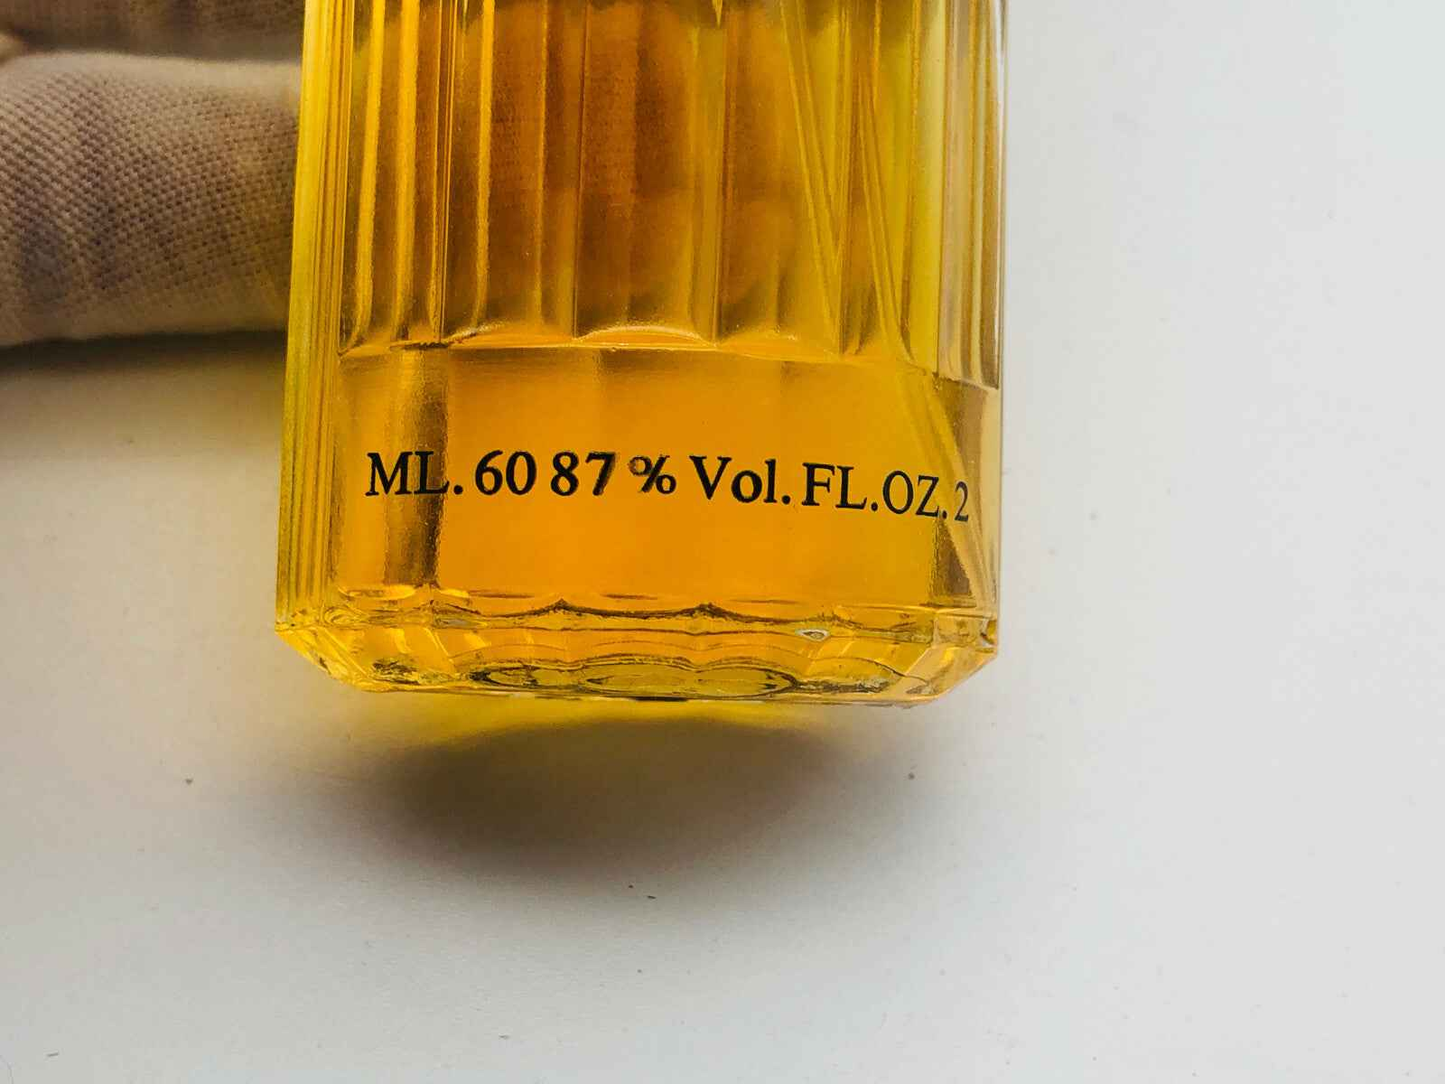 ML. 60 87% Vol. FL.OZ. 2